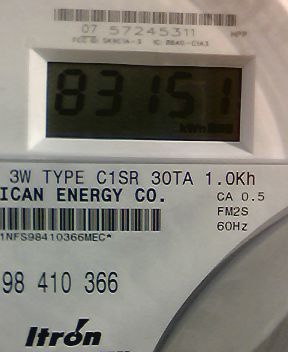 07 57245311 HPP
83151
kWh
3W TYPE C1SR 30TA 1.0Kh
ICAN ENERGY CO. CA 0.5
FM2S
60Hz
1NFS98410366MEC*
98 410 366
Itron